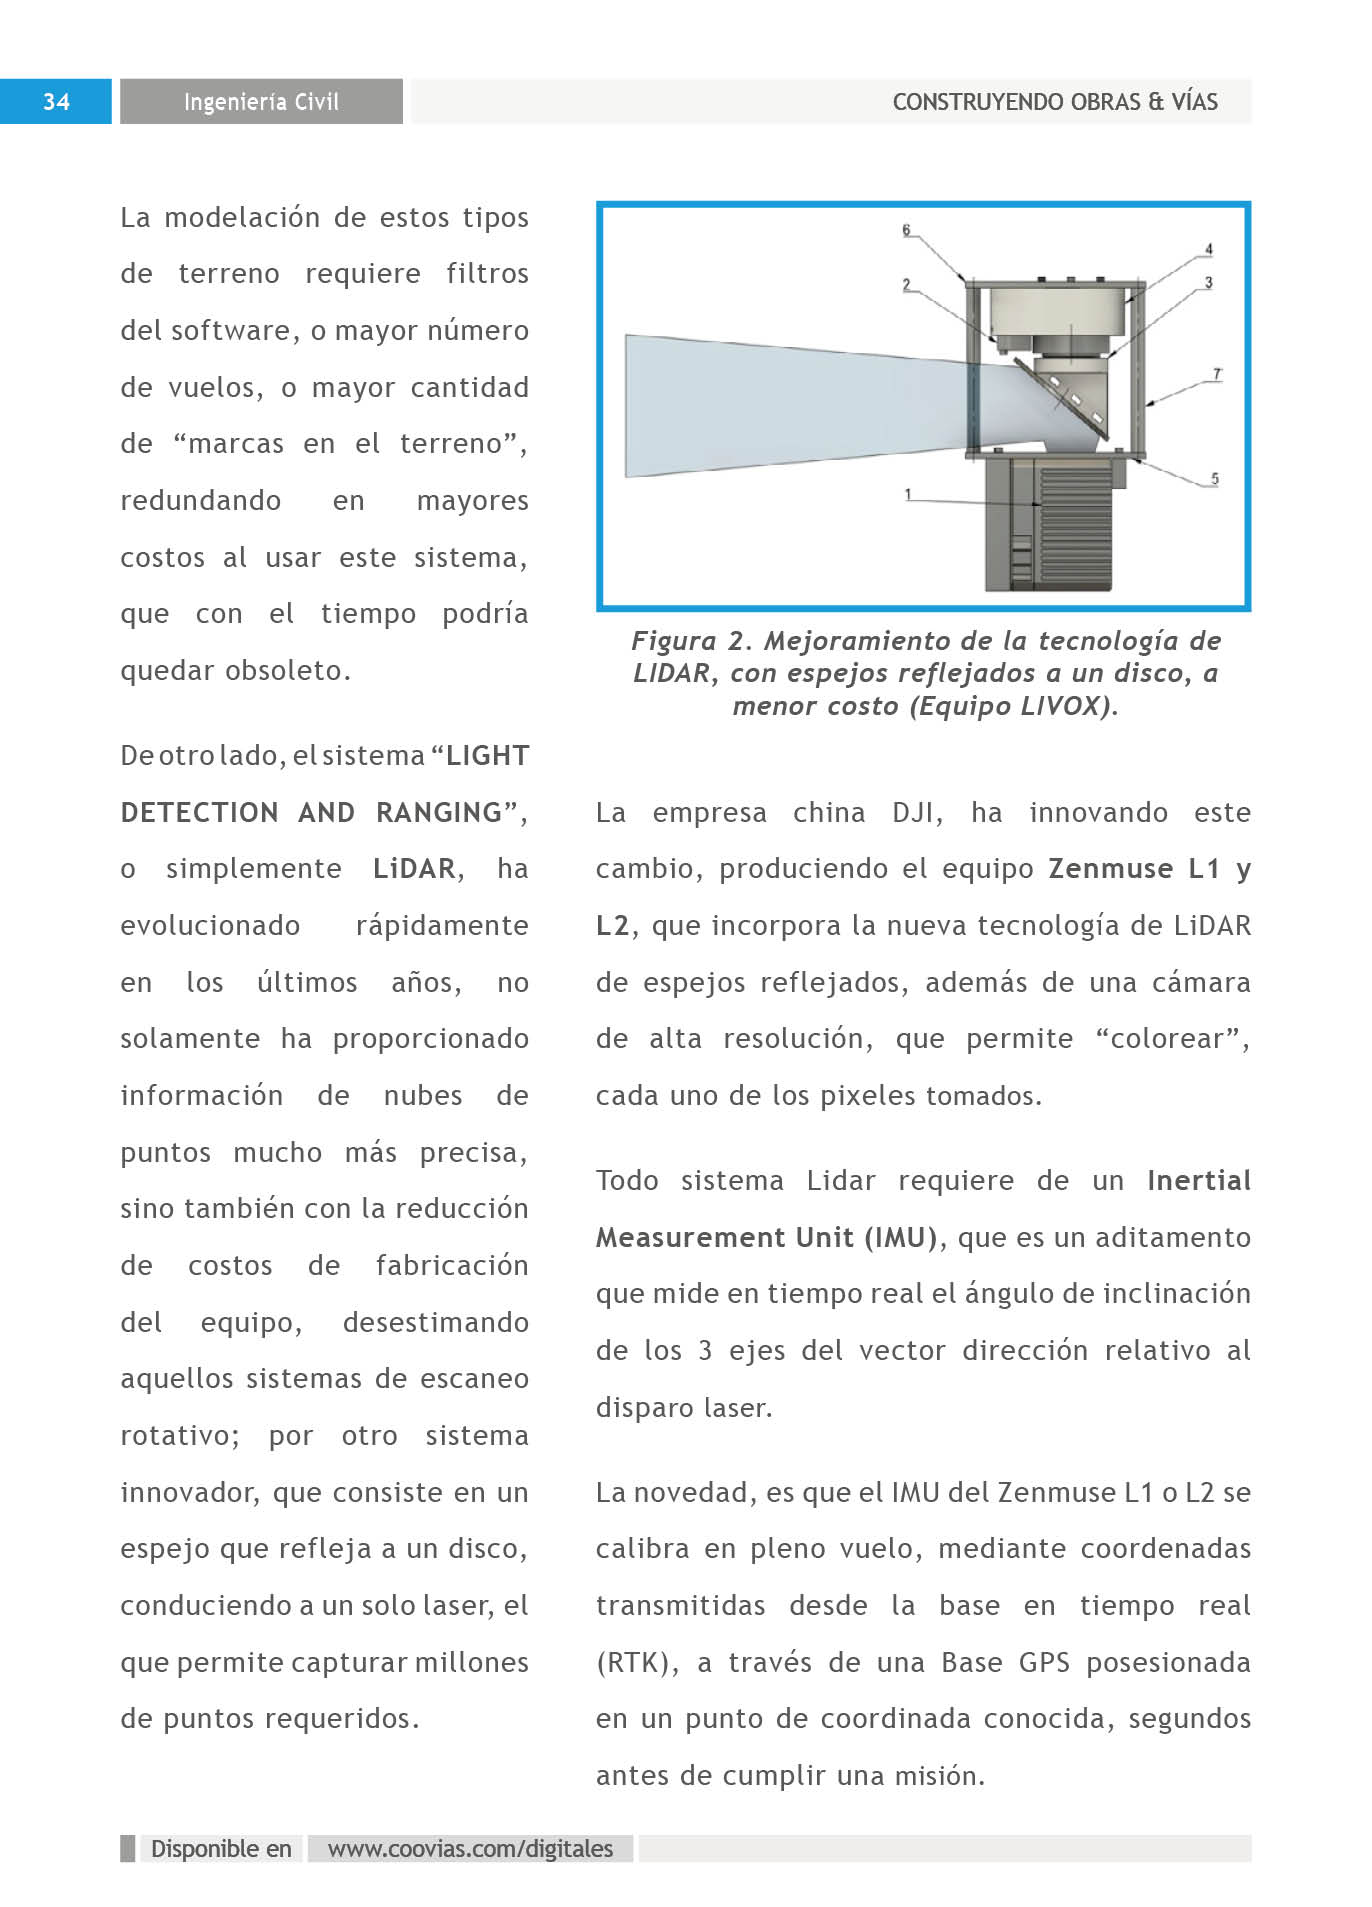 34
Ingeniería Civil
CONSTRUYENDO OBRAS & VÍAS
La modelación de estos tipos
de terreno requiere filtros
del software, o mayor número
de vuelos, o mayor cantidad
de “marcas en el terreno”,
redundando en mayores
costos al usar este sistema,
que con el tiempo podría
quedar obsoleto.
De otro lado, el sistema “LIGHT
DETECTION AND RANGING”,
o simplemente LiDAR, ha
evolucionado rápidamente
en los últimos años, no
solamente ha proporcionado
información de nubes de
puntos mucho más precisa,
sino también con la reducción
de costos de fabricación
del equipo, desestimando
aquellos sistemas de escaneo
rotativo; por otro sistema
innovador, que consiste en un
espejo que refleja a un disco,
conduciendo a un solo laser, el
que permite capturar millones
de puntos requeridos.
6
4
2
3
7
5
1
Figura 2. Mejoramiento de la tecnología de
LIDAR, con espejos reflejados a un disco, a
menor costo (Equipo LIVOX).
La empresa china DJI, ha innovando este
cambio, produciendo el equipo Zenmuse L1 y
L2, que incorpora la nueva tecnología de LiDAR
de espejos reflejados, además de una cámara
de alta resolución, que permite “colorear”,
cada uno de los pixeles tomados.
Todo sistema Lidar requiere de un Inertial
Measurement Unit (IMU), que es un aditamento
que mide en tiempo real el ángulo de inclinación
de los 3 ejes del vector dirección relativo al
disparo laser.
La novedad, es que el IMU del Zenmuse L1 o L2 se
calibra en pleno vuelo, mediante coordenadas
transmitidas desde la base en tiempo real
(RTK), a través de una Base GPS posesionada
en un punto de coordinada conocida, segundos
antes de cumplir una misión.
Disponible en
www.coovias.com/digitales